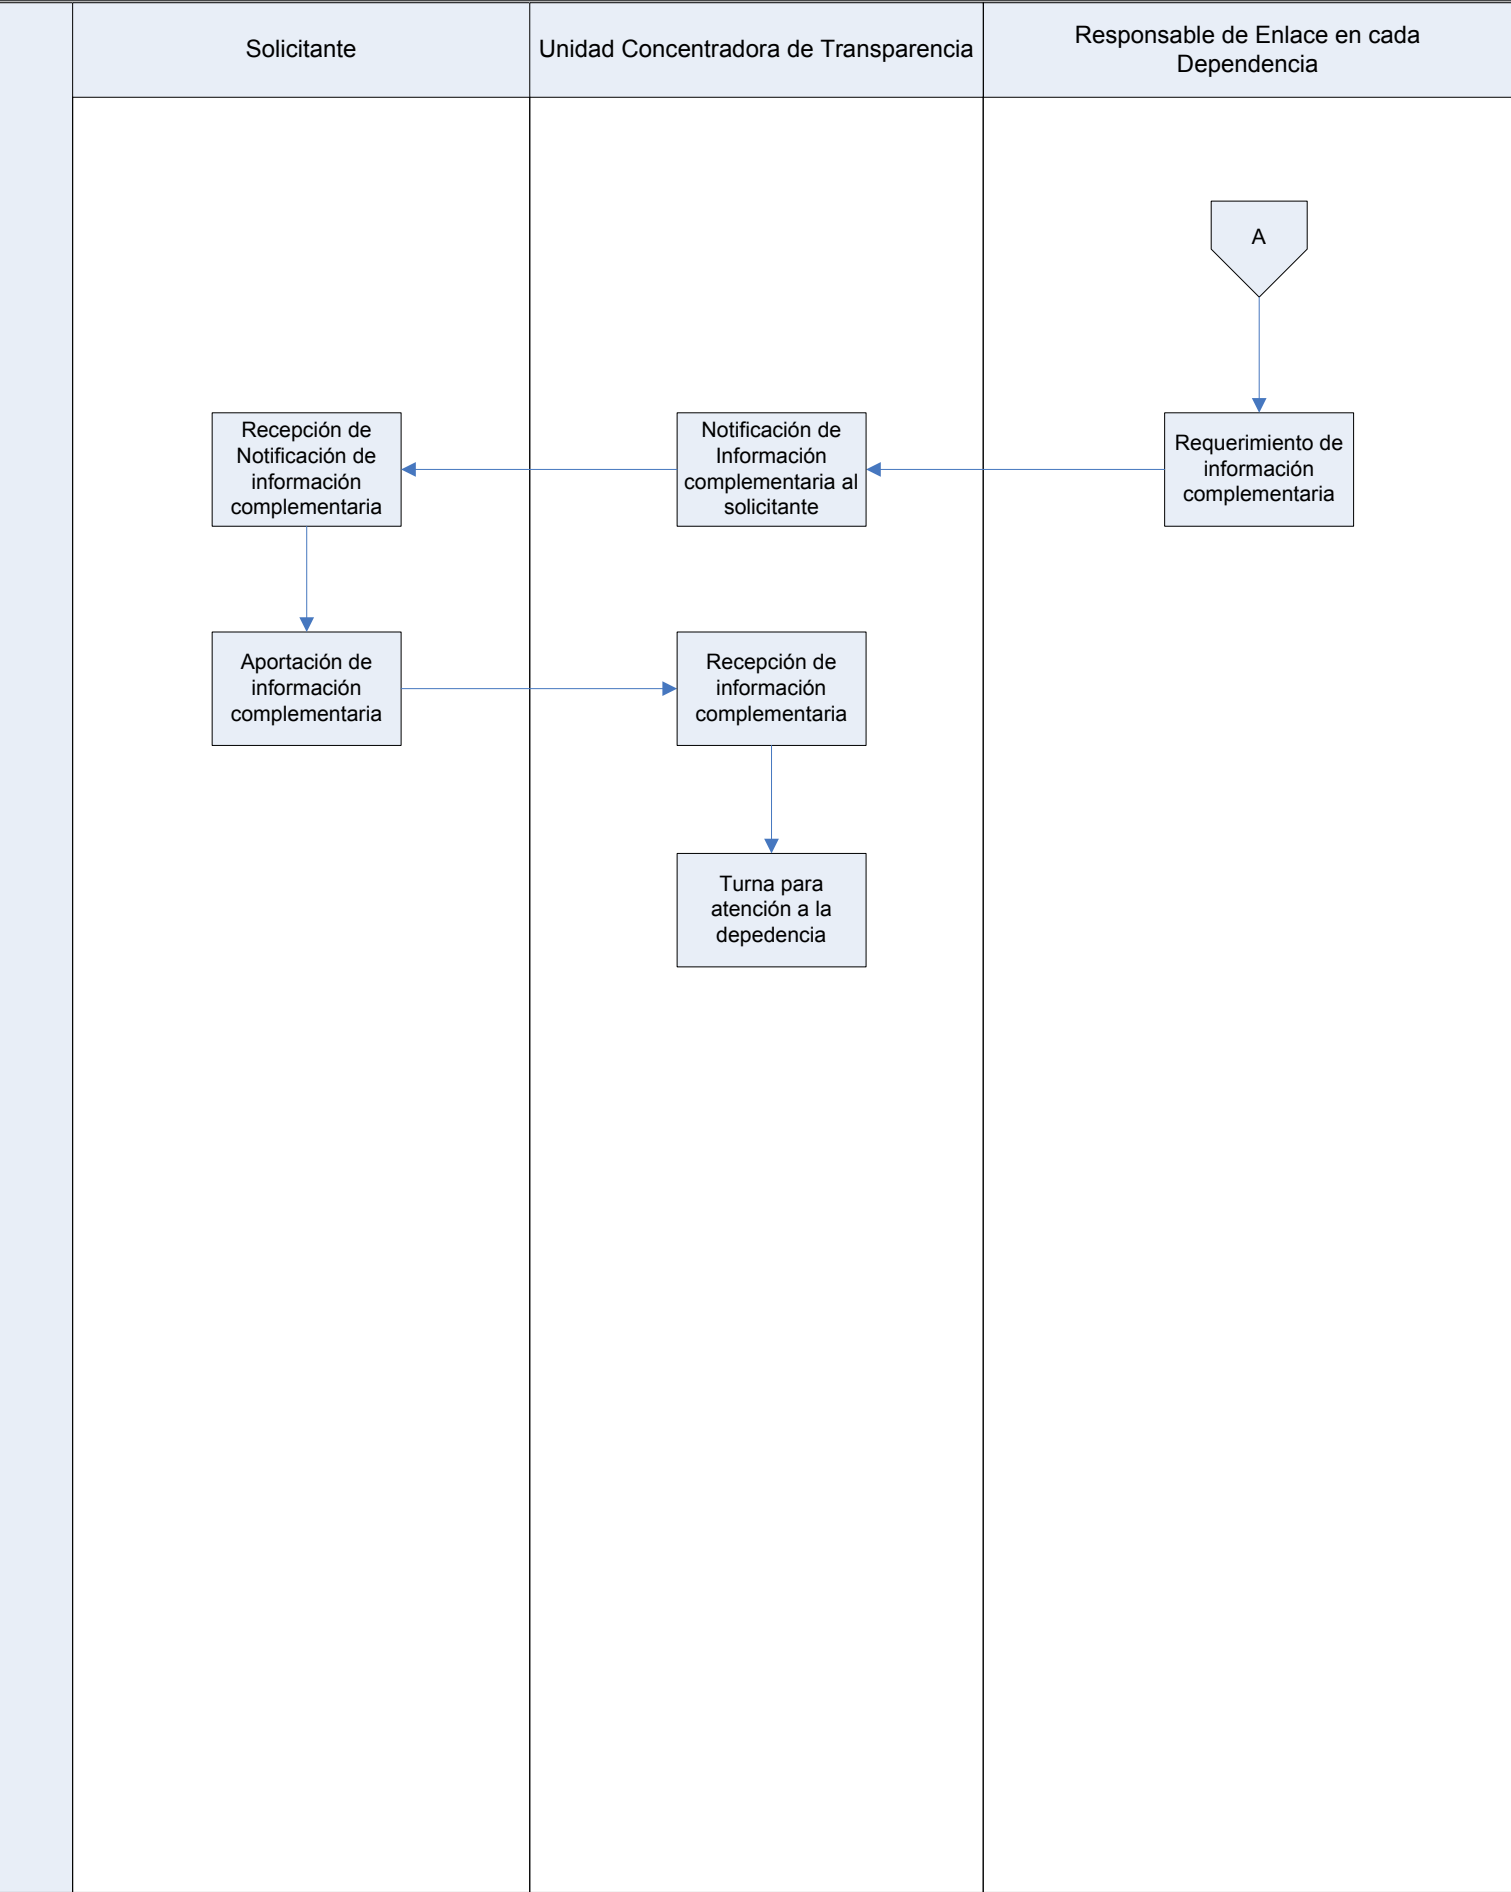 Solicitante
Unidad Concentradora de Transparencia
Responsable de Enlace en cada
Dependencia
A
Recepción de
Notificación de
información
complementaria
Notificación de
Información
complementaria al
solicitante
Requerimiento de
información
complementaria
Aportación de
información
complementaria
Recepción de
información
complementaria
Turna para
atención a la
depedencia